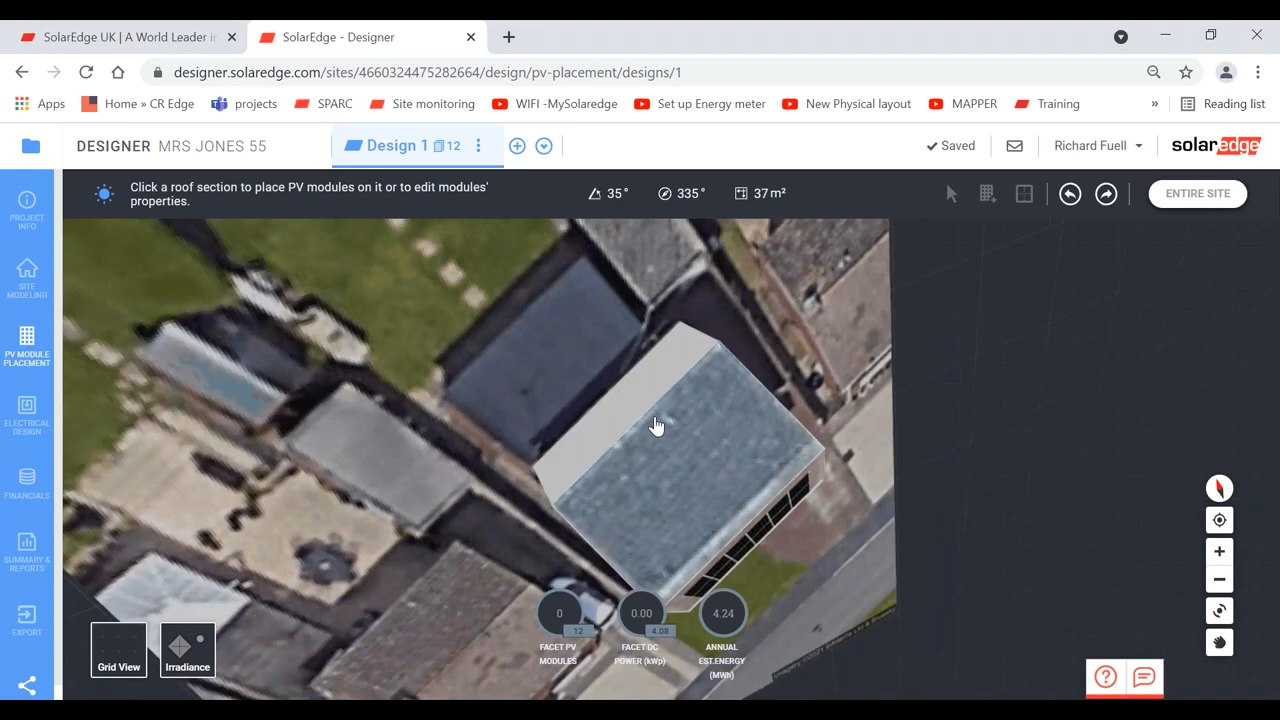 SolarEdge UK | A World Leader in
SolarEdge - Designer
designer.solaredge.com/sites/4660324475282664/design/pv-placement/designs/1
Apps
Home » CR Edge
projects
SPARC
Site monitoring
WIFI -MySolaredge
Set up Energy meter
New Physical layout
MAPPER
Training
»
Reading list
DESIGNER MRS JONES 55
Design 1 12
Saved
Richard Fuell
solaredge
Click a roof section to place PV modules on it or to edit modules'
properties.
35°
335°
37 m²
ENTIRE SITE
PROJECT
INFO
SITE
MODELING
PV MODULE
PLACEMENT
ELECTRICAL
DESIGN
FINANCIALS
SUMMARY &
REPORTS
EXPORT
Grid View
Irradiance
0
12
FACET PV
MODULES
0.00
4.08
FACET DC
POWER (kWp)
4.24
ANNUAL
EST.ENERGY
(MWh)